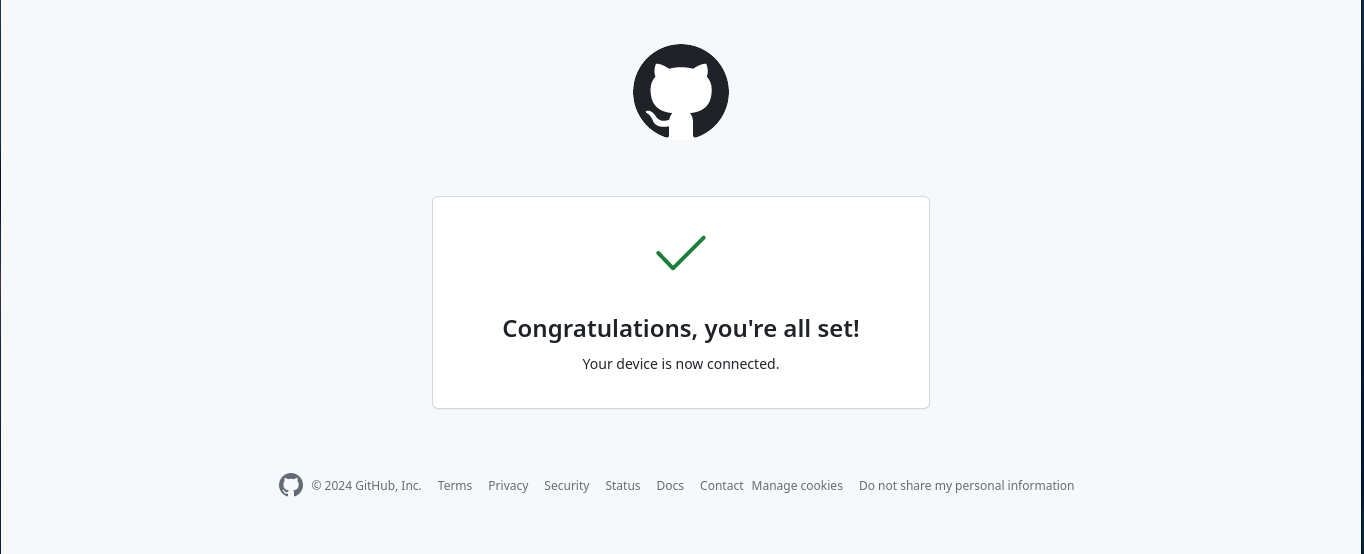 Congratulations, you're all set!
Your device is now connected.
© 2024 GitHub, Inc. Terms Privacy Security Status Docs Contact Manage cookies Do not share my personal information